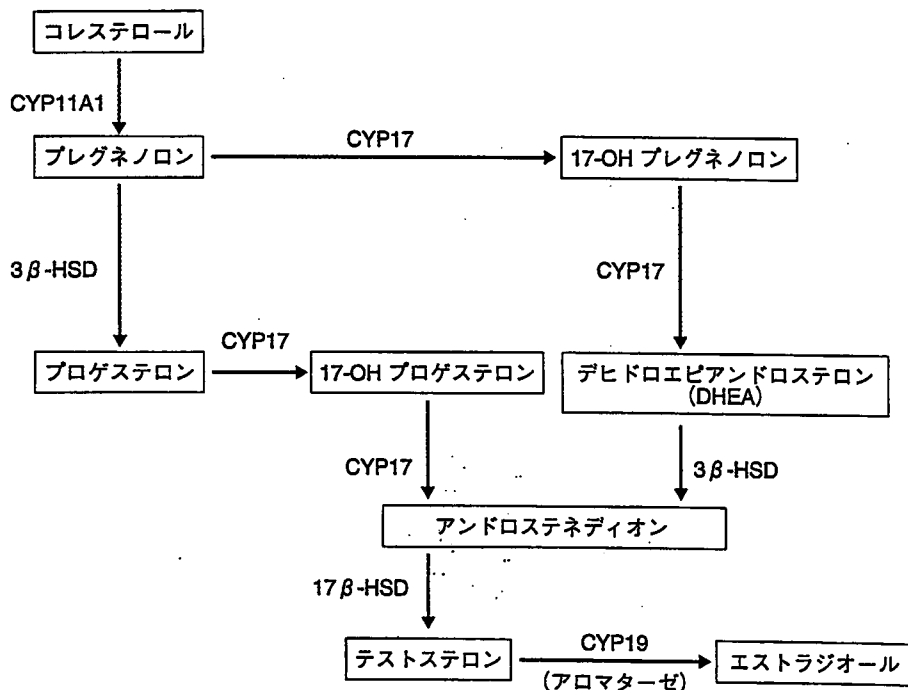 コレステロール
CYP11A1
プレグネノロン
CYP17
17-OH プレグネノロン
3β-HSD
CYP17
プロゲステロン
CYP17
17-OH プロゲステロン
デヒドロエピアンドロステロン
(DHEA)
CYP17
3β-HSD
アンドロステネディオン
17β-HSD
テストステロン
CYP19
(アロマターゼ)
エストラジオール